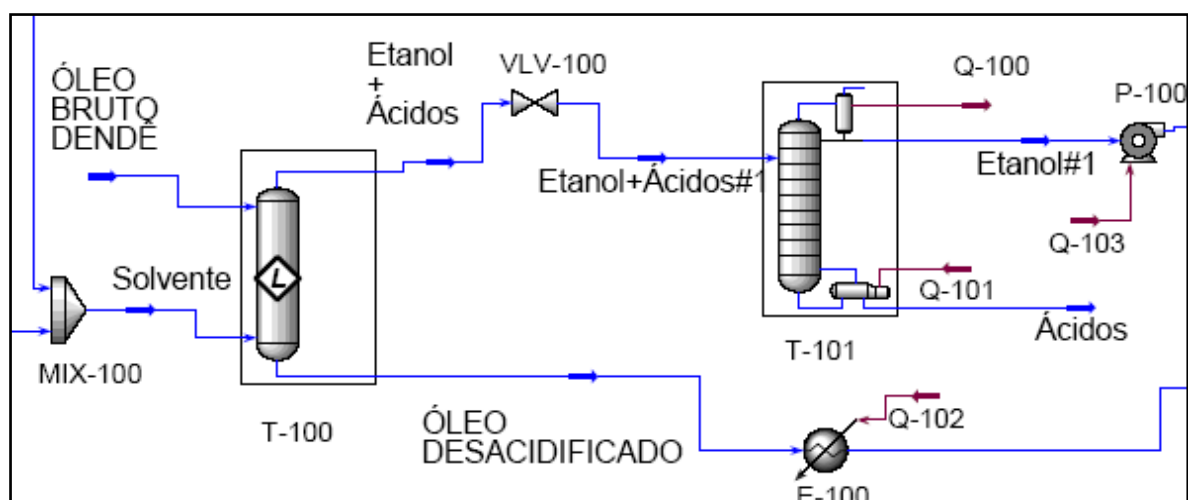 ÓLEO
BRUTO
DENDÊ
Etanol
+
Ácidos
VLV-100
Q-100
P-100
Etanol+Ácidos#1
Etanol#1
Q-103
Solvente
L
Q-101
Ácidos
MIX-100
T-101
T-100
ÓLEO
DESACIDIFICADO
Q-102
E-100